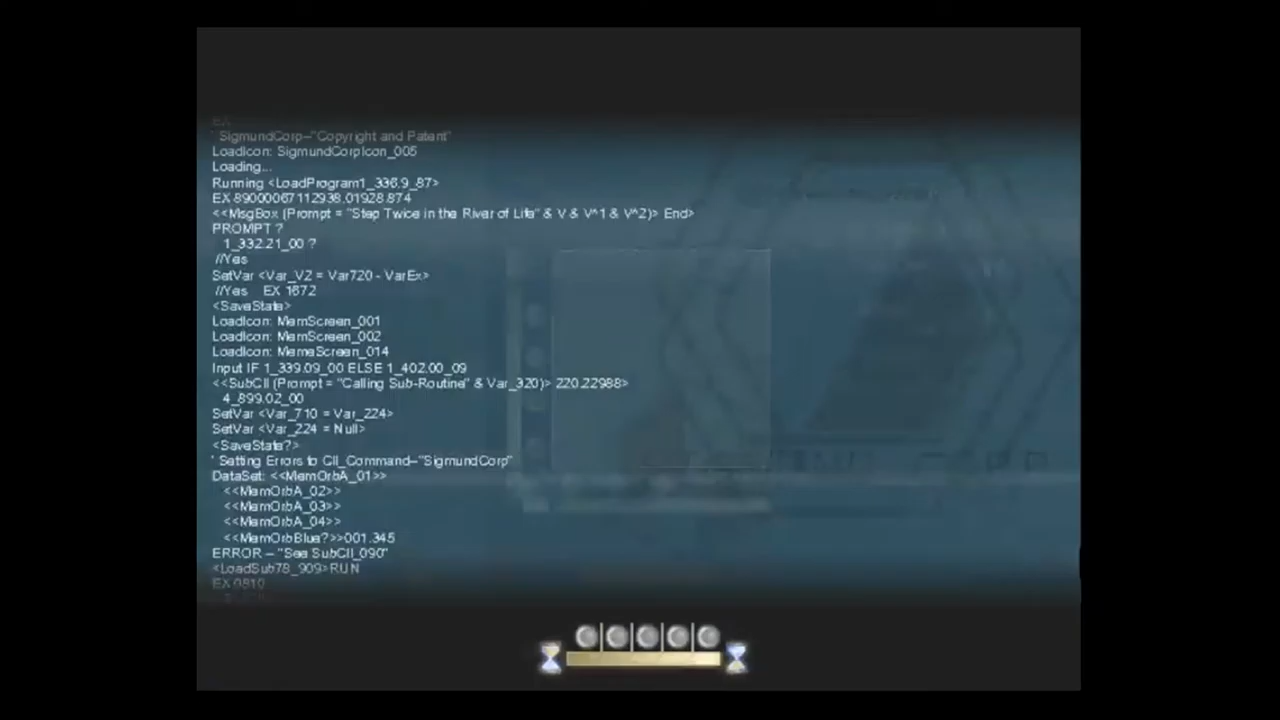 EX
' SigmundCorp--"Copyright and Patent"
LoadIcon: SigmundCorpIcon_005
Loading...
Running <LoadProgram1_336.9_87>
EX 89000067112938.01928.874
<<MsgBox (Prompt = "Step Twice in the River of Life" & V & V^1 & V^2)> End>
PROMPT ?
1_332.21_00 ?
//Yes
SetVar <Var_V2 = Var720 - VarEx>
//Yes EX 1672
<SaveState>
LoadIcon: MemScreen_001
LoadIcon: MemScreen_002
LoadIcon: MemeScreen_014
Input IF 1_339.09_00 ELSE 1_402.00_09
<<SubCll (Prompt = "Calling Sub-Routine" & Var_320)> 220.22988>
4_899.02_00
SetVar <Var_710 = Var_224>
SetVar <Var_224 = Null>
<SaveState?>
' Setting Errors to Cll_Command--"SigmundCorp"
DataSet: <<MemOrbA_01>>
<<MemOrbA_02>>
<<MemOrbA_03>>
<<MemOrbA_04>>
<<MemOrbBlue?>>001.345
ERROR -- "See SubCll_090"
<LoadSub78_909>RUN
EX 0810